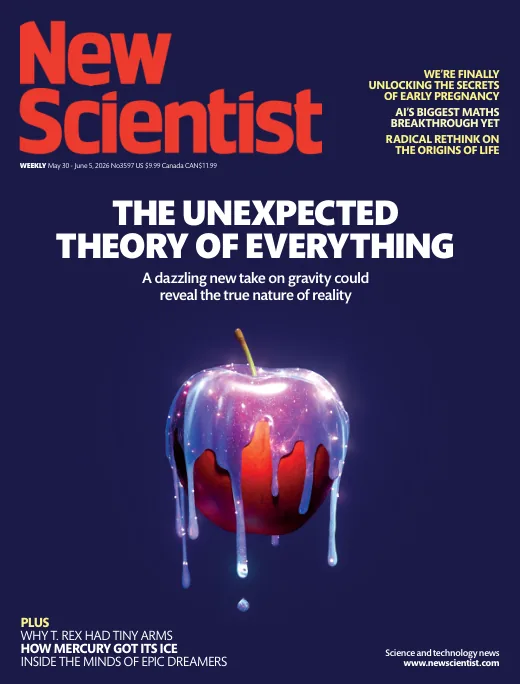 New
Scientist
WEEKLY May 30 - June 5, 2026 No3597 US $9.99 Canada CAN$11.99
WE'RE FINALLY
UNLOCKING THE SECRETS
OF EARLY PREGNANCY
AI'S BIGGEST MATHS
BREAKTHROUGH YET
RADICAL RETHINK ON
THE ORIGINS OF LIFE
THE UNEXPECTED
THEORY OF EVERYTHING
A dazzling new take on gravity could
reveal the true nature of reality
PLUS
WHY T. REX HAD TINY ARMS
HOW MERCURY GOT ITS ICE
INSIDE THE MINDS OF EPIC DREAMERS
Science and technology news
www.newscientist.com